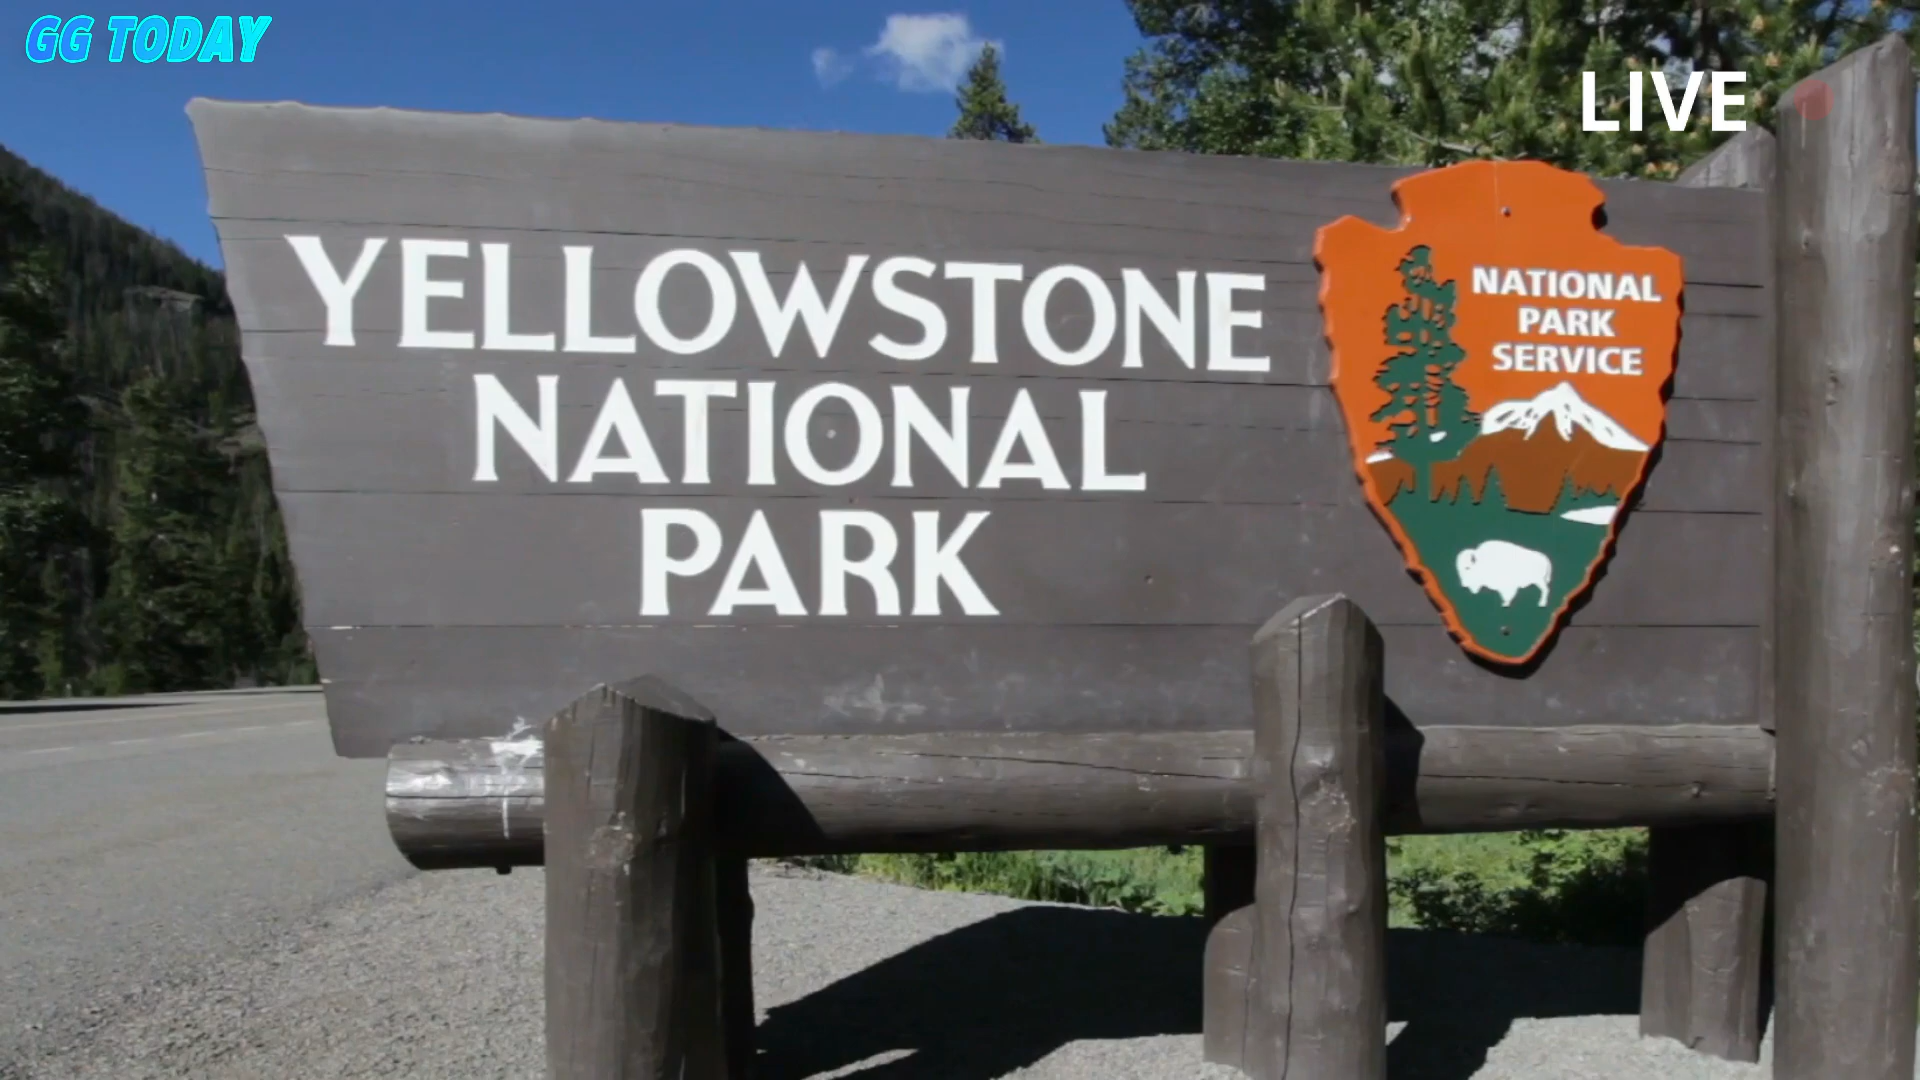 GG TODAY
LIVE
YELLOWSTONE
NATIONAL
PARK
NATIONAL
PARK
SERVICE